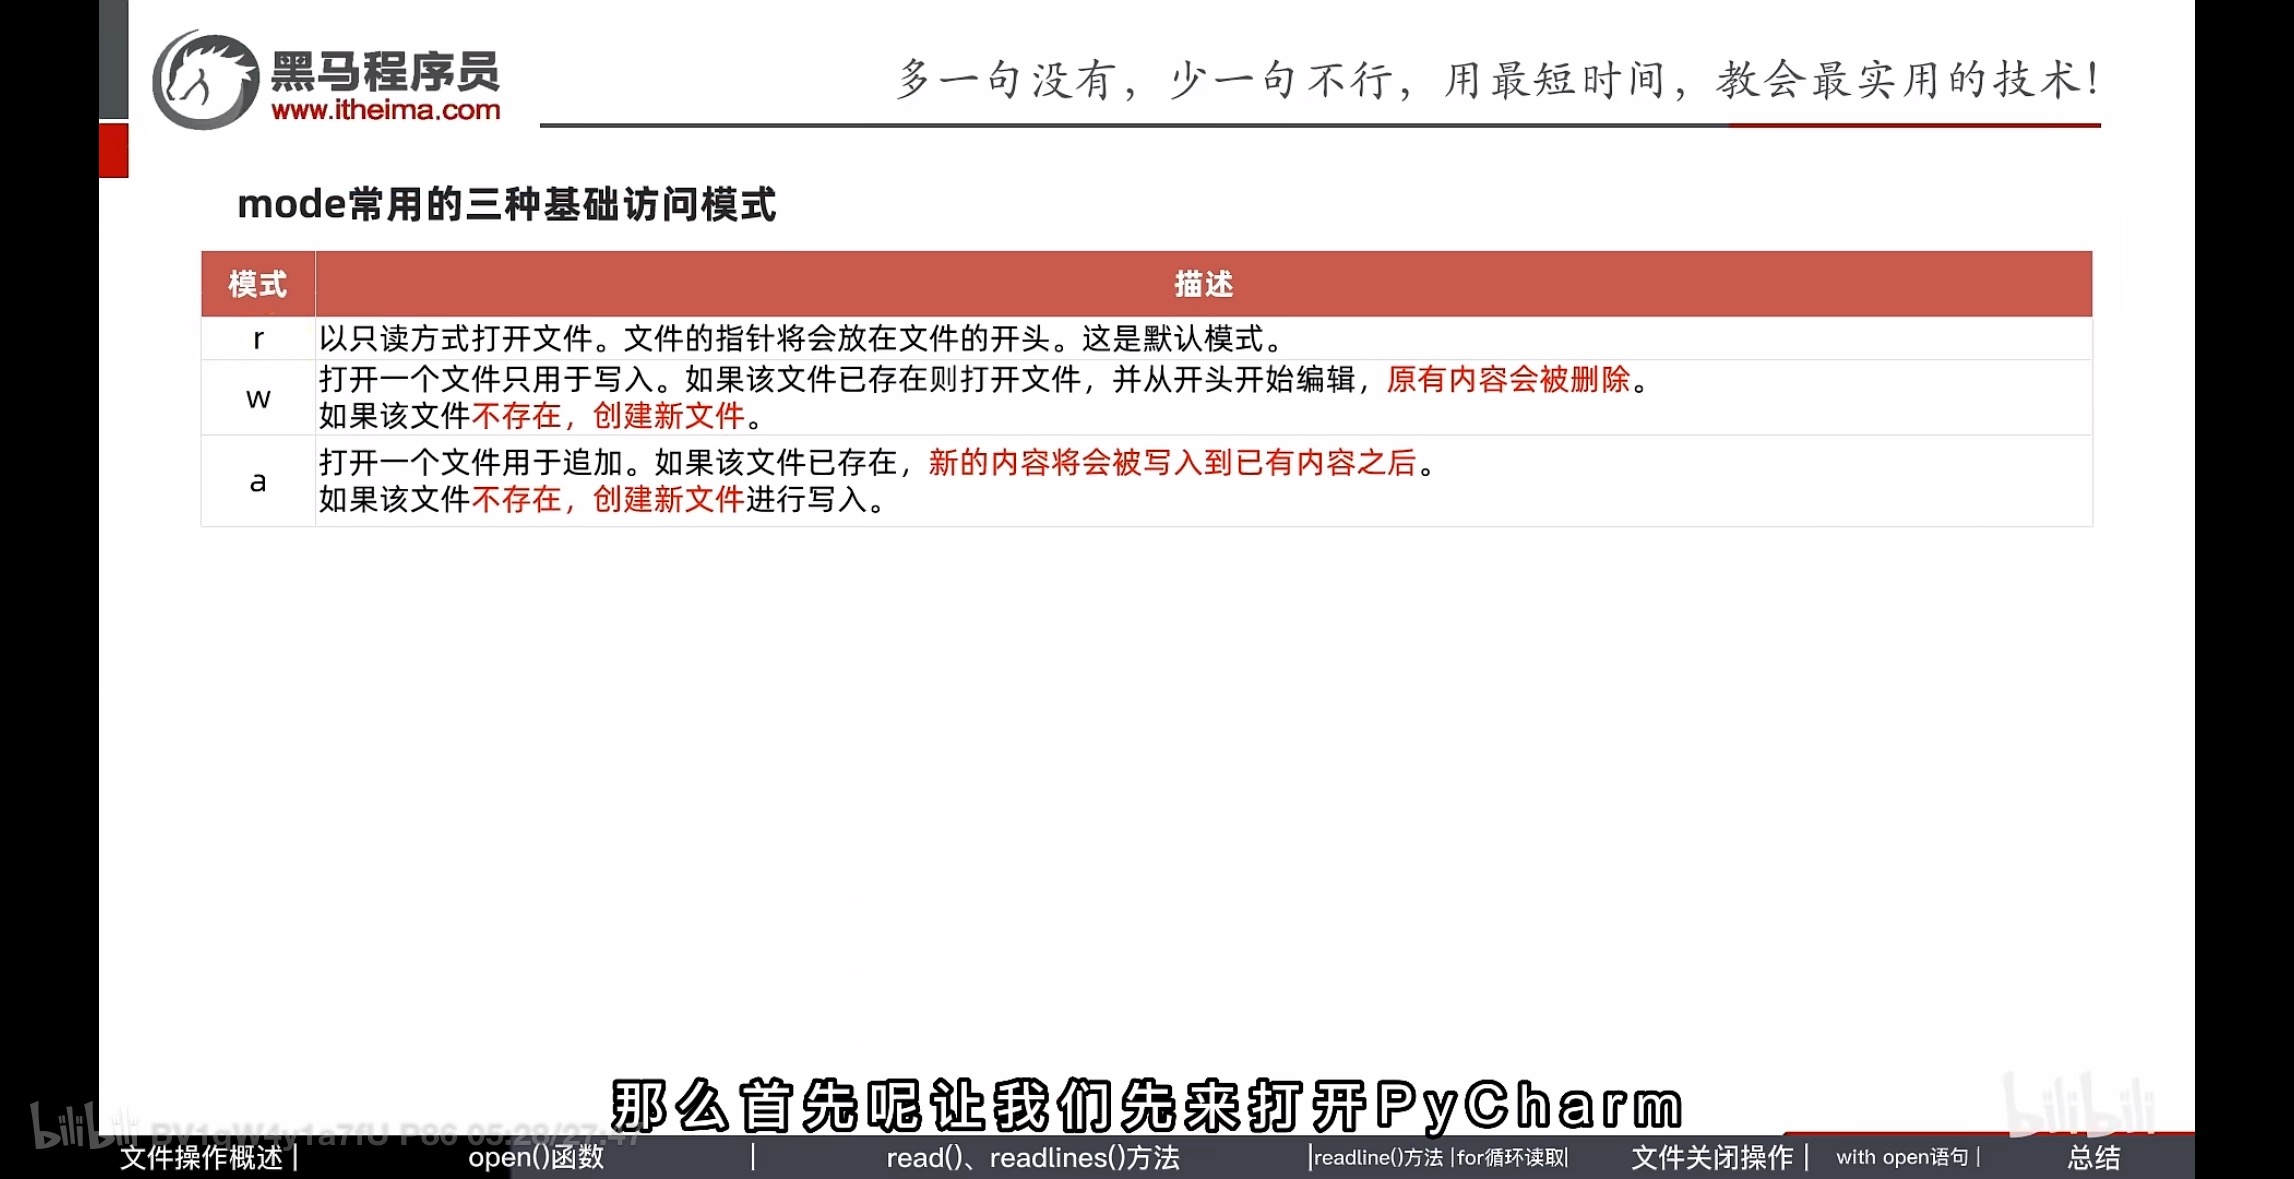 黑马程序员
www.itheima.com
多一句没有，少一句不行，用最短时间，教会最实用的技术！
mode常用的三种基础访问模式
模式 描述
r 以只读方式打开文件。文件的指针将会放在文件的开头。这是默认模式。
w 打开一个文件只用于写入。如果该文件已存在则打开文件，并从开头开始编辑，原有内容会被删除。
如果该文件不存在，创建新文件。
a 打开一个文件用于追加。如果该文件已存在，新的内容将会被写入到已有内容之后。
如果该文件不存在，创建新文件进行写入。
那么首先呢让我们先来打开PyCharm
bilibili BV1qW4y1a7fU P86 05:28/27:47
bilibili
文件操作概述| open()函数 | read()、readlines()方法 |readline()方法 |for循环读取| 文件关闭操作| with open语句| 总结